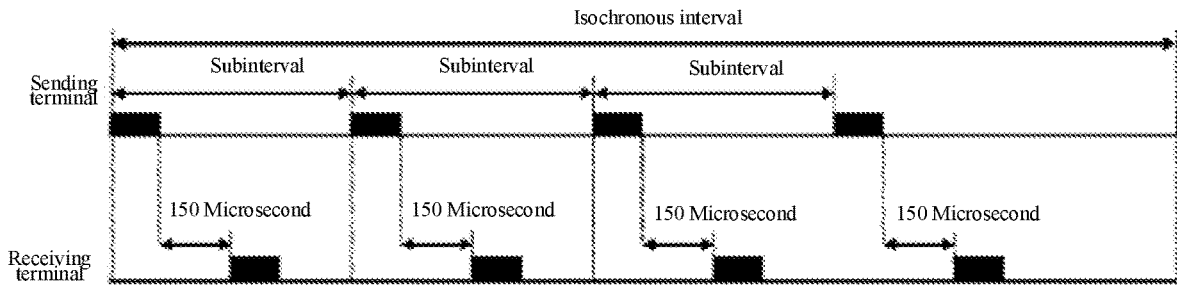 Isochronous interval
Subinterval
Subinterval
Subinterval
Sending
terminal
150 Microsecond
150 Microsecond
150 Microsecond
150 Microsecond
Receiving
terminal